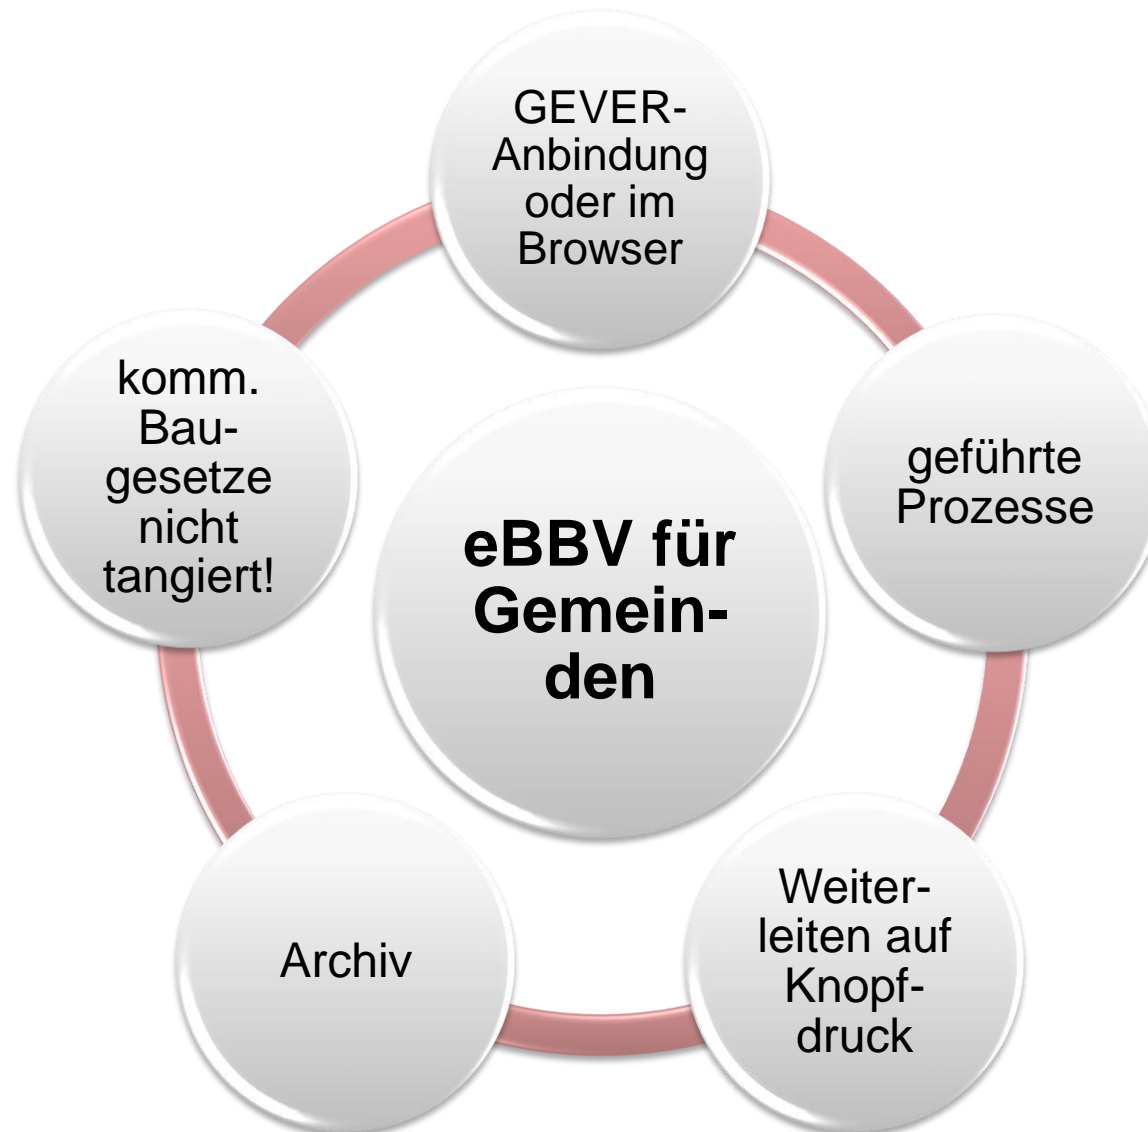 GEVER-
Anbindung
oder im
Browser
geführte
Prozesse
Weiter-
leiten auf
Knopf-
druck
Archiv
komm.
Bau-
gesetze
nicht
tangiert!
eBBV für
Gemein-
den